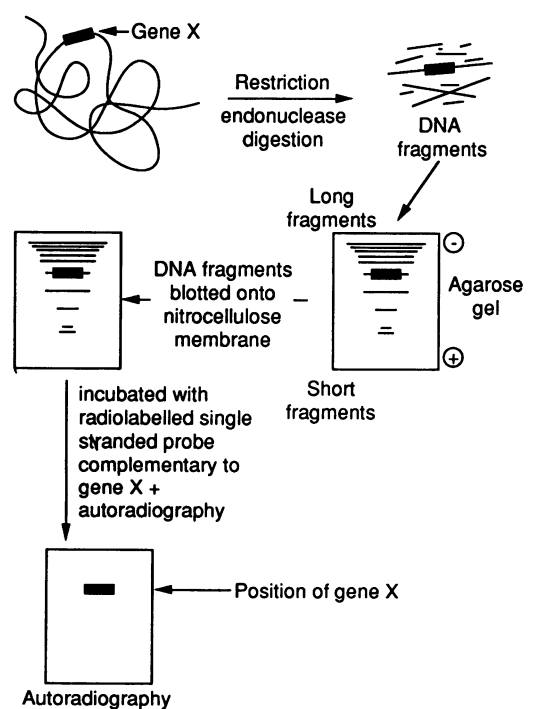 Gene X
Restriction
endonuclease
digestion
DNA
fragments
Long
fragments
-
Agarose
gel
+
Short
fragments
DNA fragments
blotted onto
nitrocellulose
membrane
incubated with
radiolabelled single
stranded probe
complementary to
gene X +
autoradiography
Position of gene X
Autoradiography